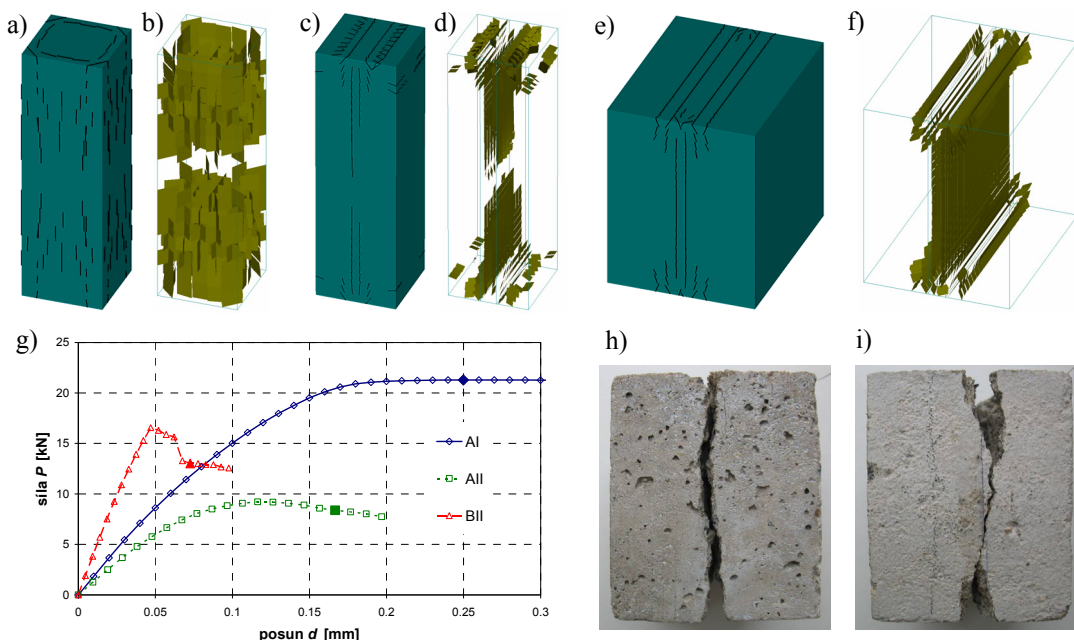 a)
b)
c)
d)
e)
f)
g)
h)
i)
25
20
15
10
5
0
síla P [kN]
AI
AII
BII
0
0.05
0.1
0.15
0.2
0.25
0.3
posun d [mm]